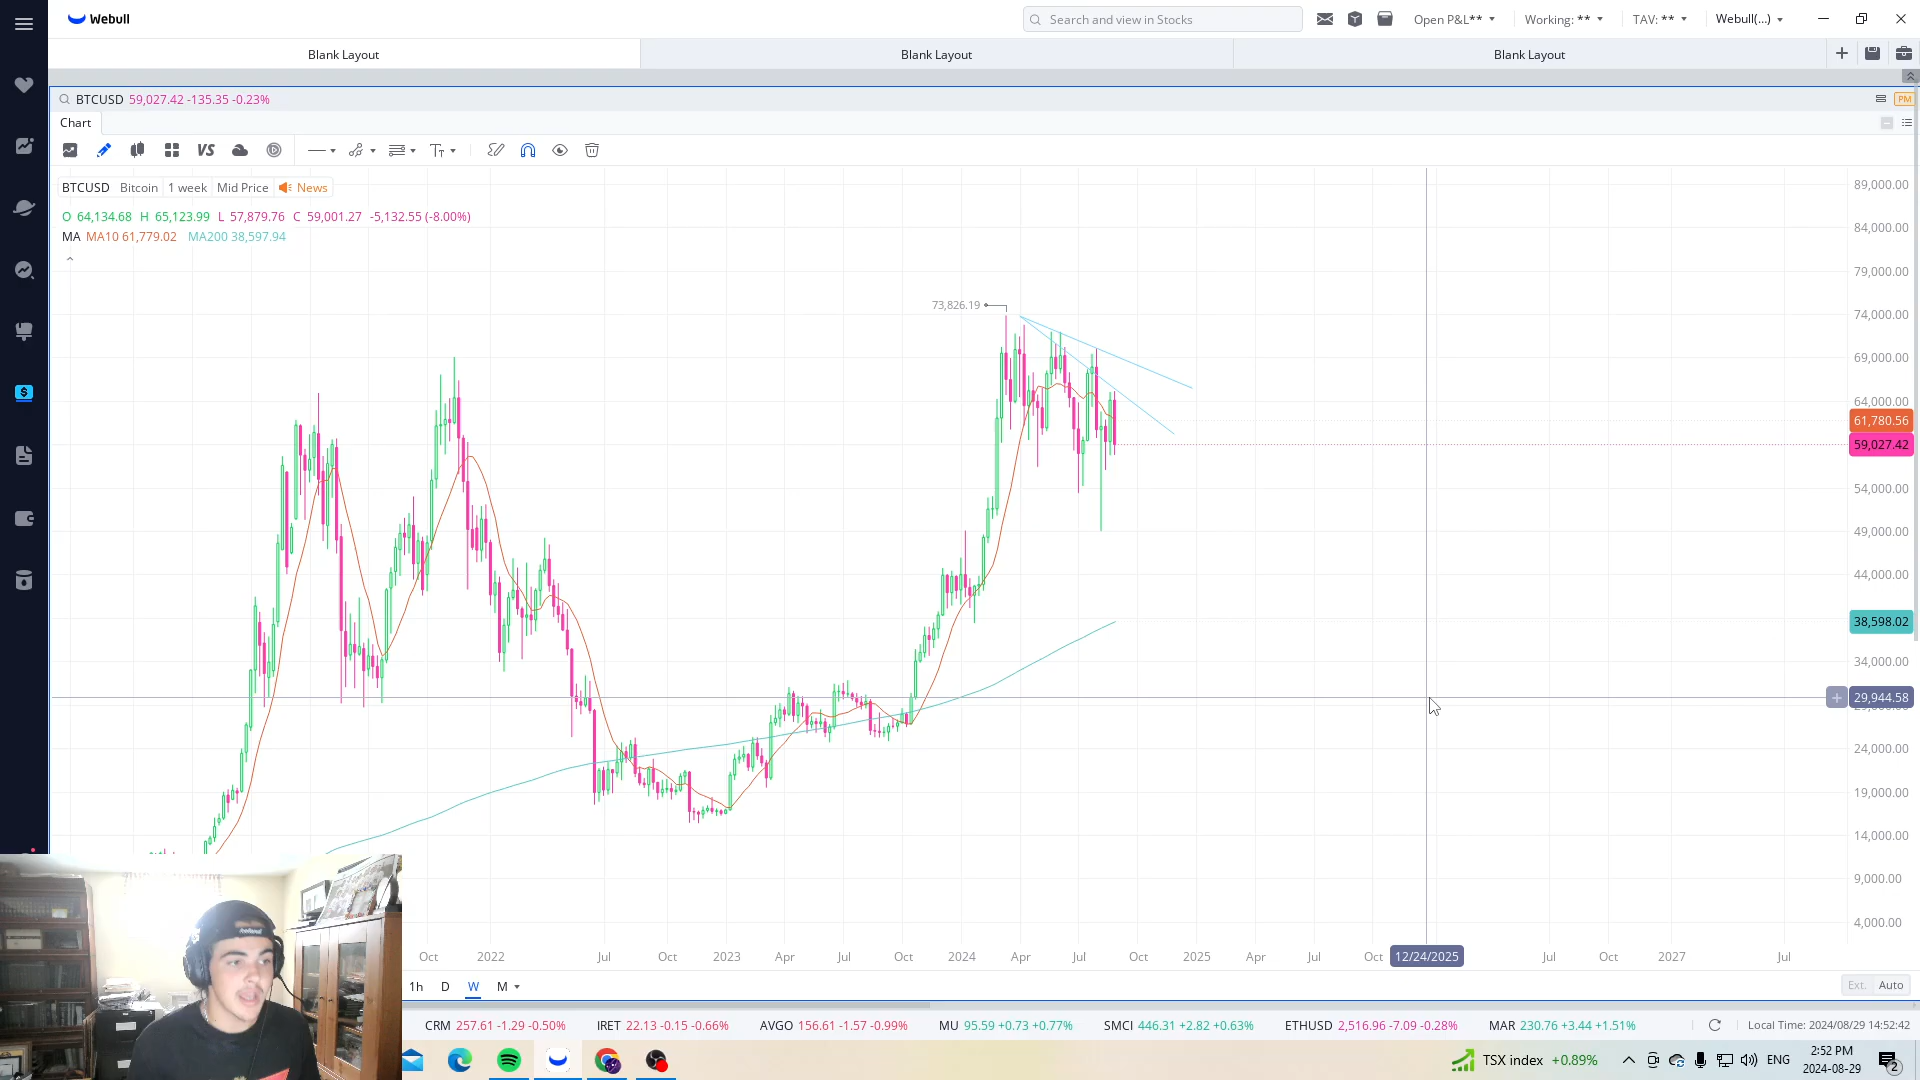 Webull
Search and view in Stocks
Open P&L**
Working: **
TAV: **
Webull(...)
Blank Layout
Blank Layout
Blank Layout
BTCUSD 59,027.42 -135.35 -0.23%
PM
Chart
VS
BTCUSD Bitcoin 1 week Mid Price News
O 64,134.68 H 65,123.99 L 57,879.76 C 59,001.27 -5,132.55 (-8.00%)
MA MA10 61,779.02 MA200 38,597.94
73,826.19
89,000.00
84,000.00
79,000.00
74,000.00
69,000.00
64,000.00
61,780.56
59,027.42
54,000.00
49,000.00
44,000.00
38,598.02
34,000.00
29,944.58
24,000.00
19,000.00
14,000.00
9,000.00
4,000.00
Oct 2022 Jul Oct 2023 Apr Jul Oct 2024 Apr Jul Oct 2025 Apr Jul Oct 12/24/2025 Jul Oct 2027 Jul
1h D W M
Ext. Auto
CRM 257.61 -1.29 -0.50% IRET 22.13 -0.15 -0.66% AVGO 156.61 -1.57 -0.99% MU 95.59 +0.73 +0.77% SMCI 446.31 +2.82 +0.63% ETHUSD 2,516.96 -7.09 -0.28% MAR 230.76 +3.44 +1.51%
Local Time: 2024/08/29 14:52:42
TSX index +0.89%
ENG
2:52 PM
2024-08-29
2